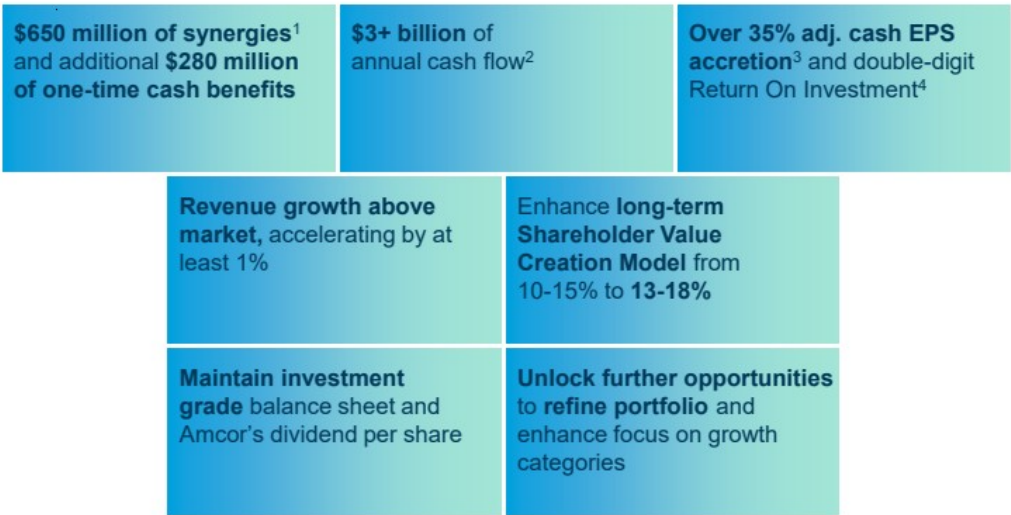 $650 million of synergies¹
and additional $280 million
of one-time cash benefits
$3+ billion of
annual cash flow²
Over 35% adj. cash EPS
accretion³ and double-digit
Return On Investment⁴
Revenue growth above
market, accelerating by at
least 1%
Enhance long-term
Shareholder Value
Creation Model from
10-15% to 13-18%
Maintain investment
grade balance sheet and
Amcor's dividend per share
Unlock further opportunities
to refine portfolio and
enhance focus on growth
categories